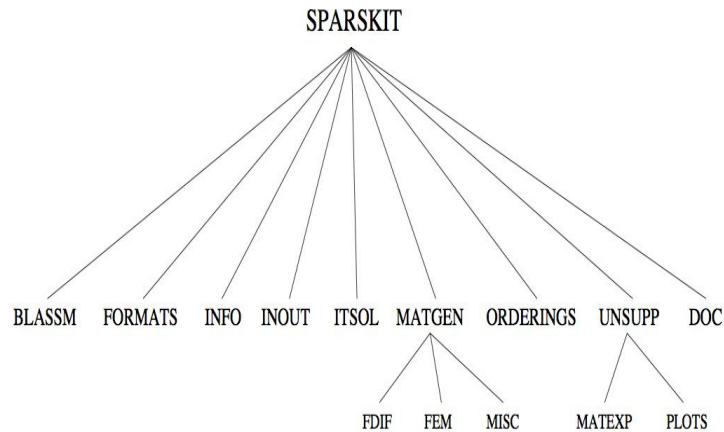 SPARSKIT
BLASSM FORMATS INFO INOUT ITSOL MATGEN ORDERINGS UNSUPP DOC
FDIF FEM MISC MATEXP PLOTS